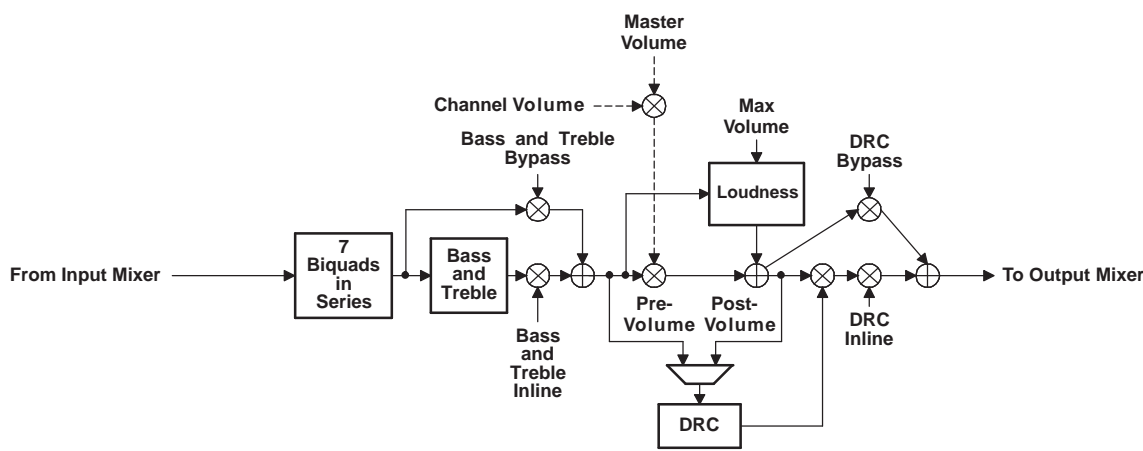 Master
Volume
Channel Volume
Max
Volume
Bass and Treble
Bypass
DRC
Bypass
Loudness
From Input Mixer
7
Biquads
in
Series
Bass
and
Treble
To Output Mixer
Pre-
Volume
Post-
Volume
Bass
and
Treble
Inline
DRC
Inline
DRC